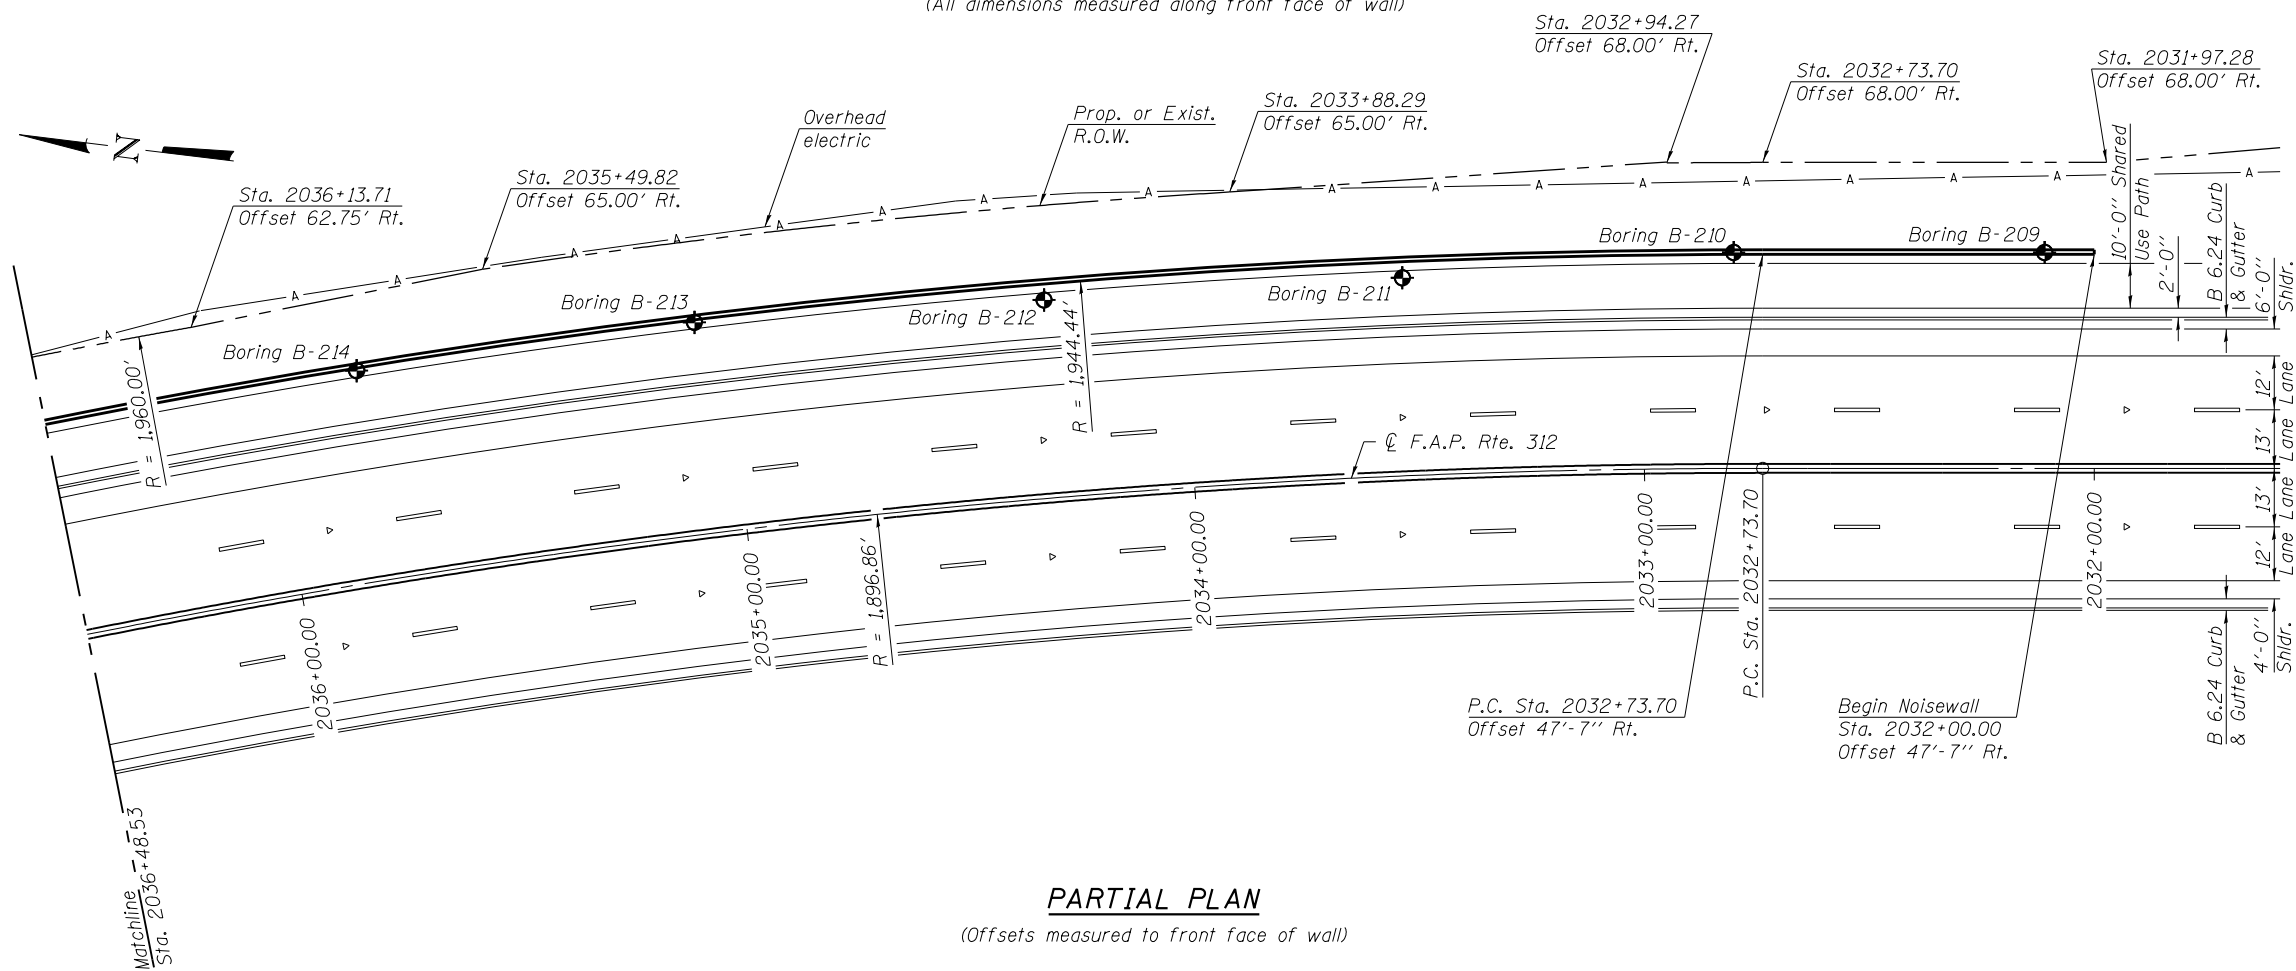 (All dimensions measured along front face of wall)
Sta. 2032+94.27
Offset 68.00' Rt.
Sta. 2032+73.70
Offset 68.00' Rt.
Sta. 2031+97.28
Offset 68.00' Rt.
Sta. 2033+88.29
Offset 65.00' Rt.
Prop. or Exist.
R.O.W.
Overhead
electric
N
Sta. 2035+49.82
Offset 65.00' Rt.
Sta. 2036+13.71
Offset 62.75' Rt.
A A A A A A A A A A A A A A A A A A A A
10'-0" Shared
Use Path
2'-0"
B 6.24 Curb
& Gutter
6'-0"
Shldr.
Boring B-209
Boring B-210
Boring B-211
Boring B-212
Boring B-213
Boring B-214
R = 1,960.00'
R = 1,944.44'
R = 1,896.86'
℄ F.A.P. Rte. 312
12'
Lane
13'
Lane
13'
Lane
12'
Lane
2036+00.00
2035+00.00
2034+00.00
2033+00.00
P.C. Sta. 2032+73.70
2032+00.00
B 6.24 Curb
& Gutter
4'-0"
Shldr.
P.C. Sta. 2032+73.70
Offset 47'-7" Rt.
Begin Noisewall
Sta. 2032+00.00
Offset 47'-7" Rt.
Matchline
Sta. 2036+48.53
PARTIAL PLAN
(Offsets measured to front face of wall)